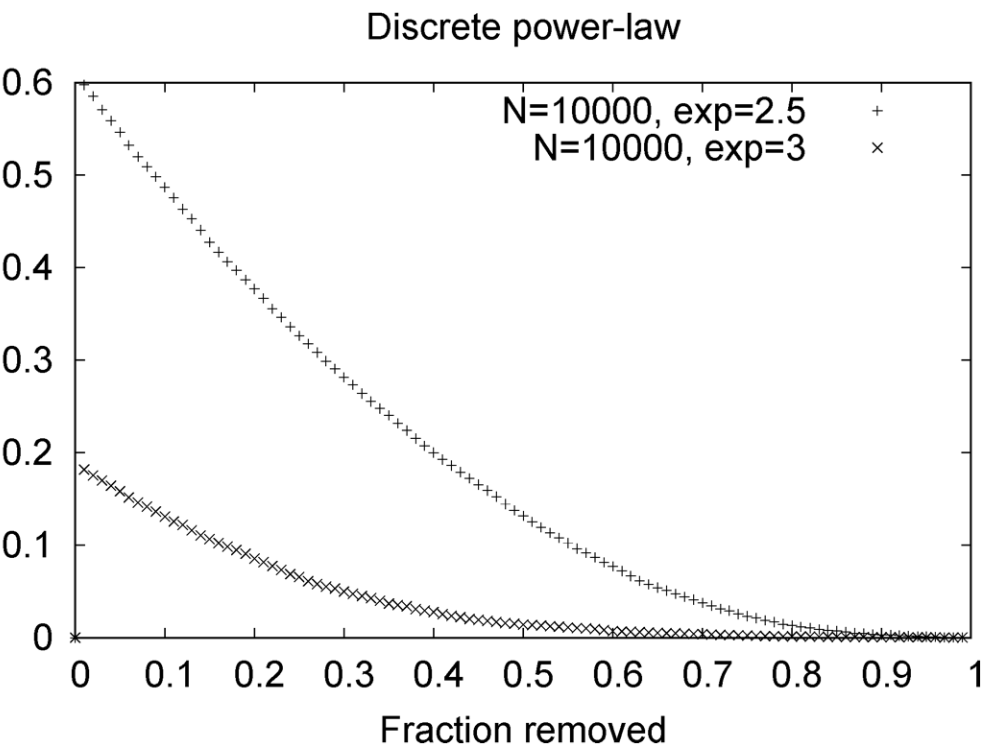 Discrete power-law
0.6
0.5
0.4
0.3
0.2
0.1
0
N=10000, exp=2.5
N=10000, exp=3
0 0.1 0.2 0.3 0.4 0.5 0.6 0.7 0.8 0.9 1
Fraction removed